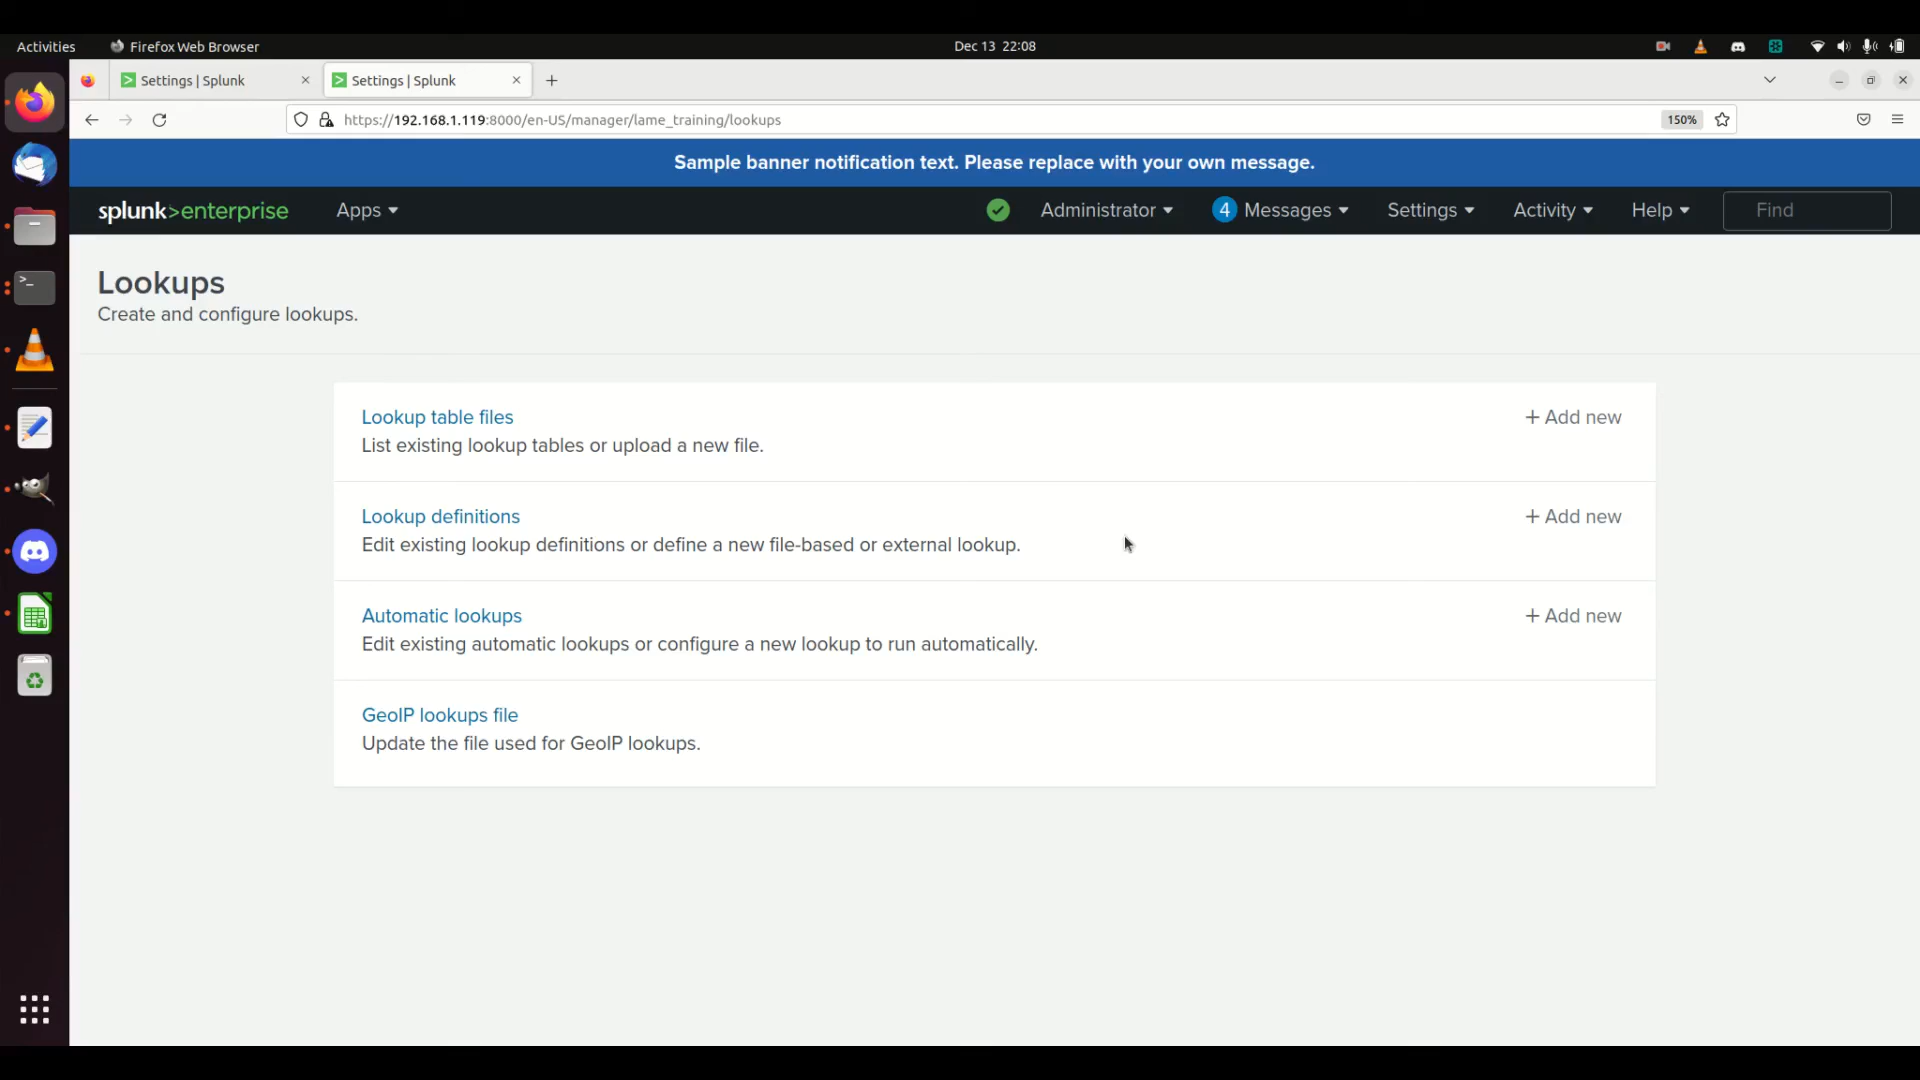 Activities
Firefox Web Browser
Dec 13 22:08
Settings | Splunk
Settings | Splunk
https://192.168.1.119:8000/en-US/manager/lame_training/lookups
150%
Sample banner notification text. Please replace with your own message.
splunk>enterprise
Apps
Administrator
4 Messages
Settings
Activity
Help
Find
Lookups
Create and configure lookups.
Lookup table files
+ Add new
List existing lookup tables or upload a new file.
Lookup definitions
+ Add new
Edit existing lookup definitions or define a new file-based or external lookup.
Automatic lookups
+ Add new
Edit existing automatic lookups or configure a new lookup to run automatically.
GeoIP lookups file
Update the file used for GeoIP lookups.